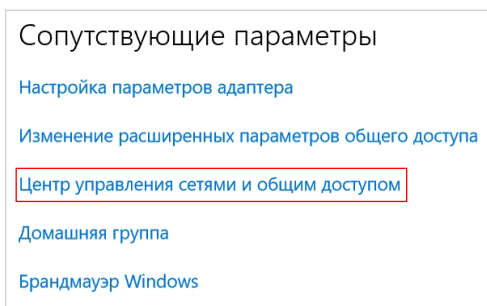 Сопутствующие параметры
Настройка параметров адаптера
Изменение расширенных параметров общего доступа
Центр управления сетями и общим доступом
Домашняя группа
Брандмауэр Windows